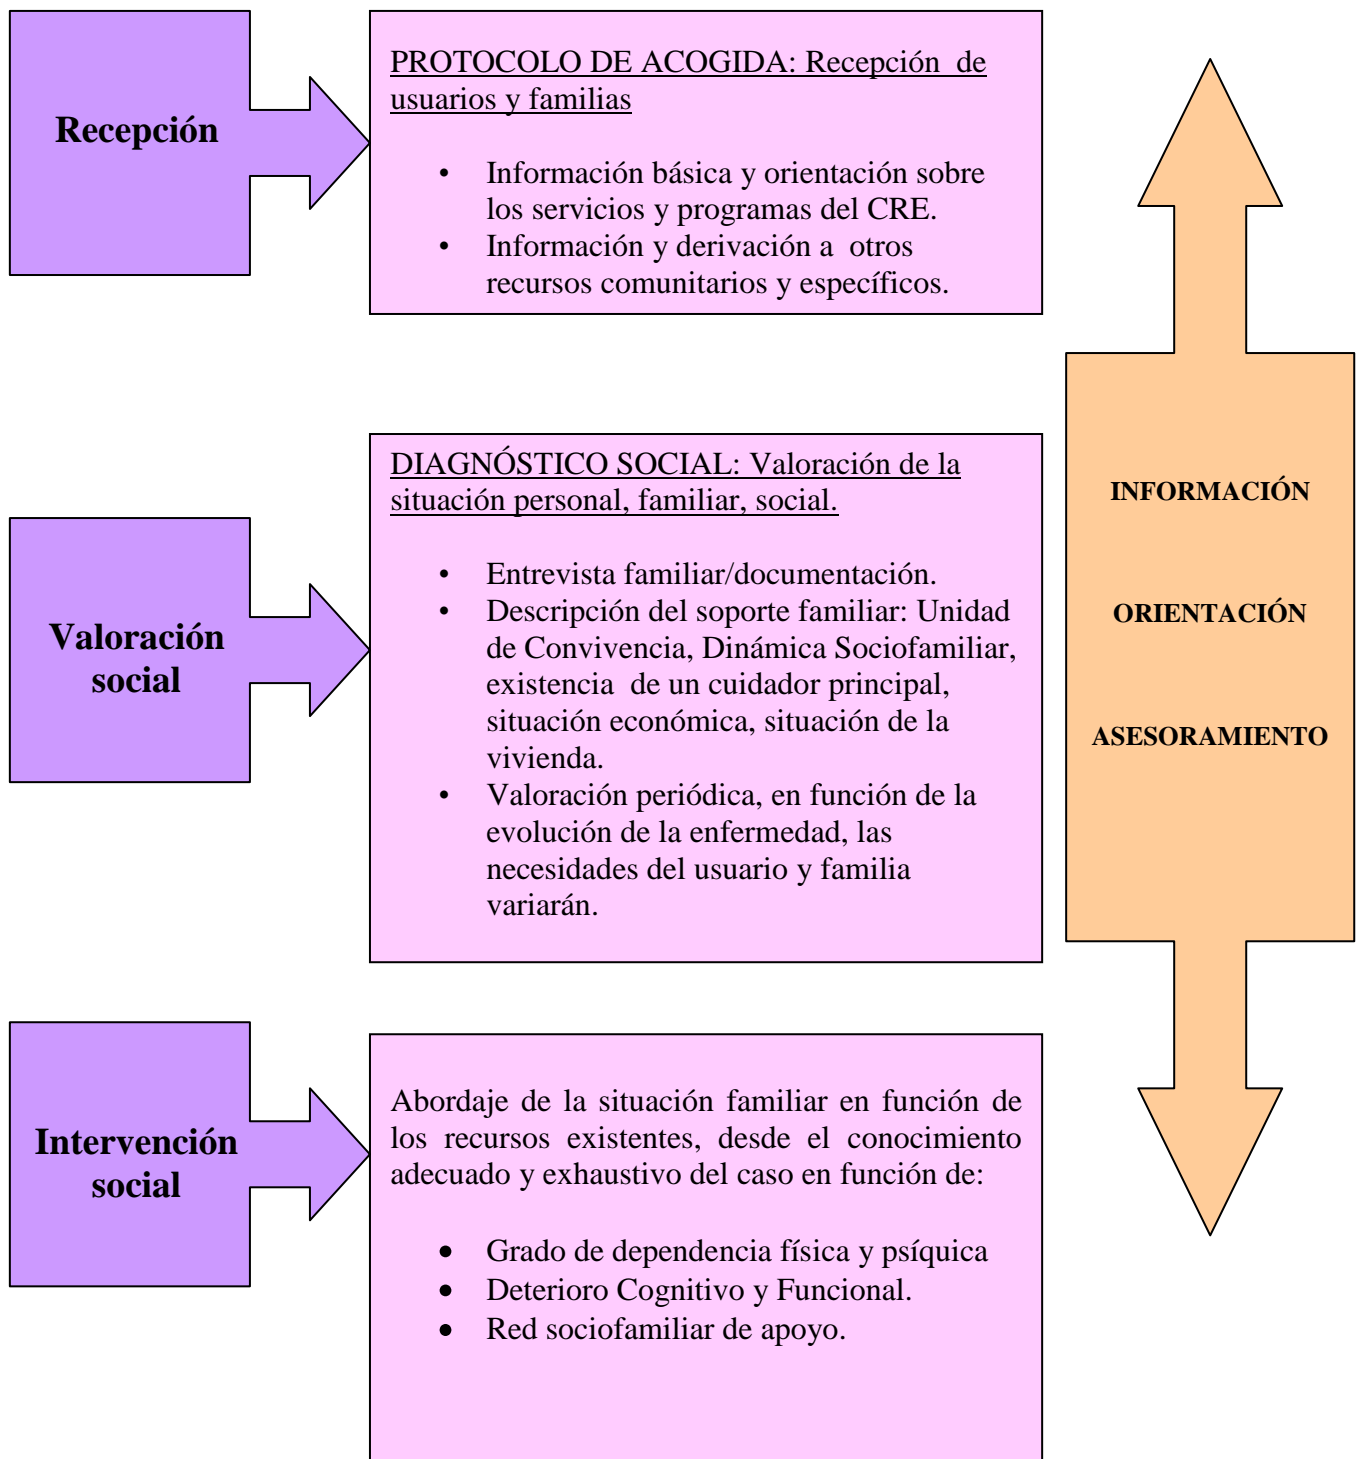 Recepción
PROTOCOLO DE ACOGIDA: Recepción de
usuarios y familias
• Información básica y orientación sobre
los servicios y programas del CRE.
• Información y derivación a otros
recursos comunitarios y específicos.
Valoración
social
DIAGNÓSTICO SOCIAL: Valoración de la
situación personal, familiar, social.
• Entrevista familiar/documentación.
• Descripción del soporte familiar: Unidad
de Convivencia, Dinámica Sociofamiliar,
existencia de un cuidador principal,
situación económica, situación de la
vivienda.
• Valoración periódica, en función de la
evolución de la enfermedad, las
necesidades del usuario y familia
variarán.
Intervención
social
Abordaje de la situación familiar en función de
los recursos existentes, desde el conocimiento
adecuado y exhaustivo del caso en función de:
• Grado de dependencia física y psíquica
• Deterioro Cognitivo y Funcional.
• Red sociofamiliar de apoyo.
INFORMACIÓN
ORIENTACIÓN
ASESORAMIENTO